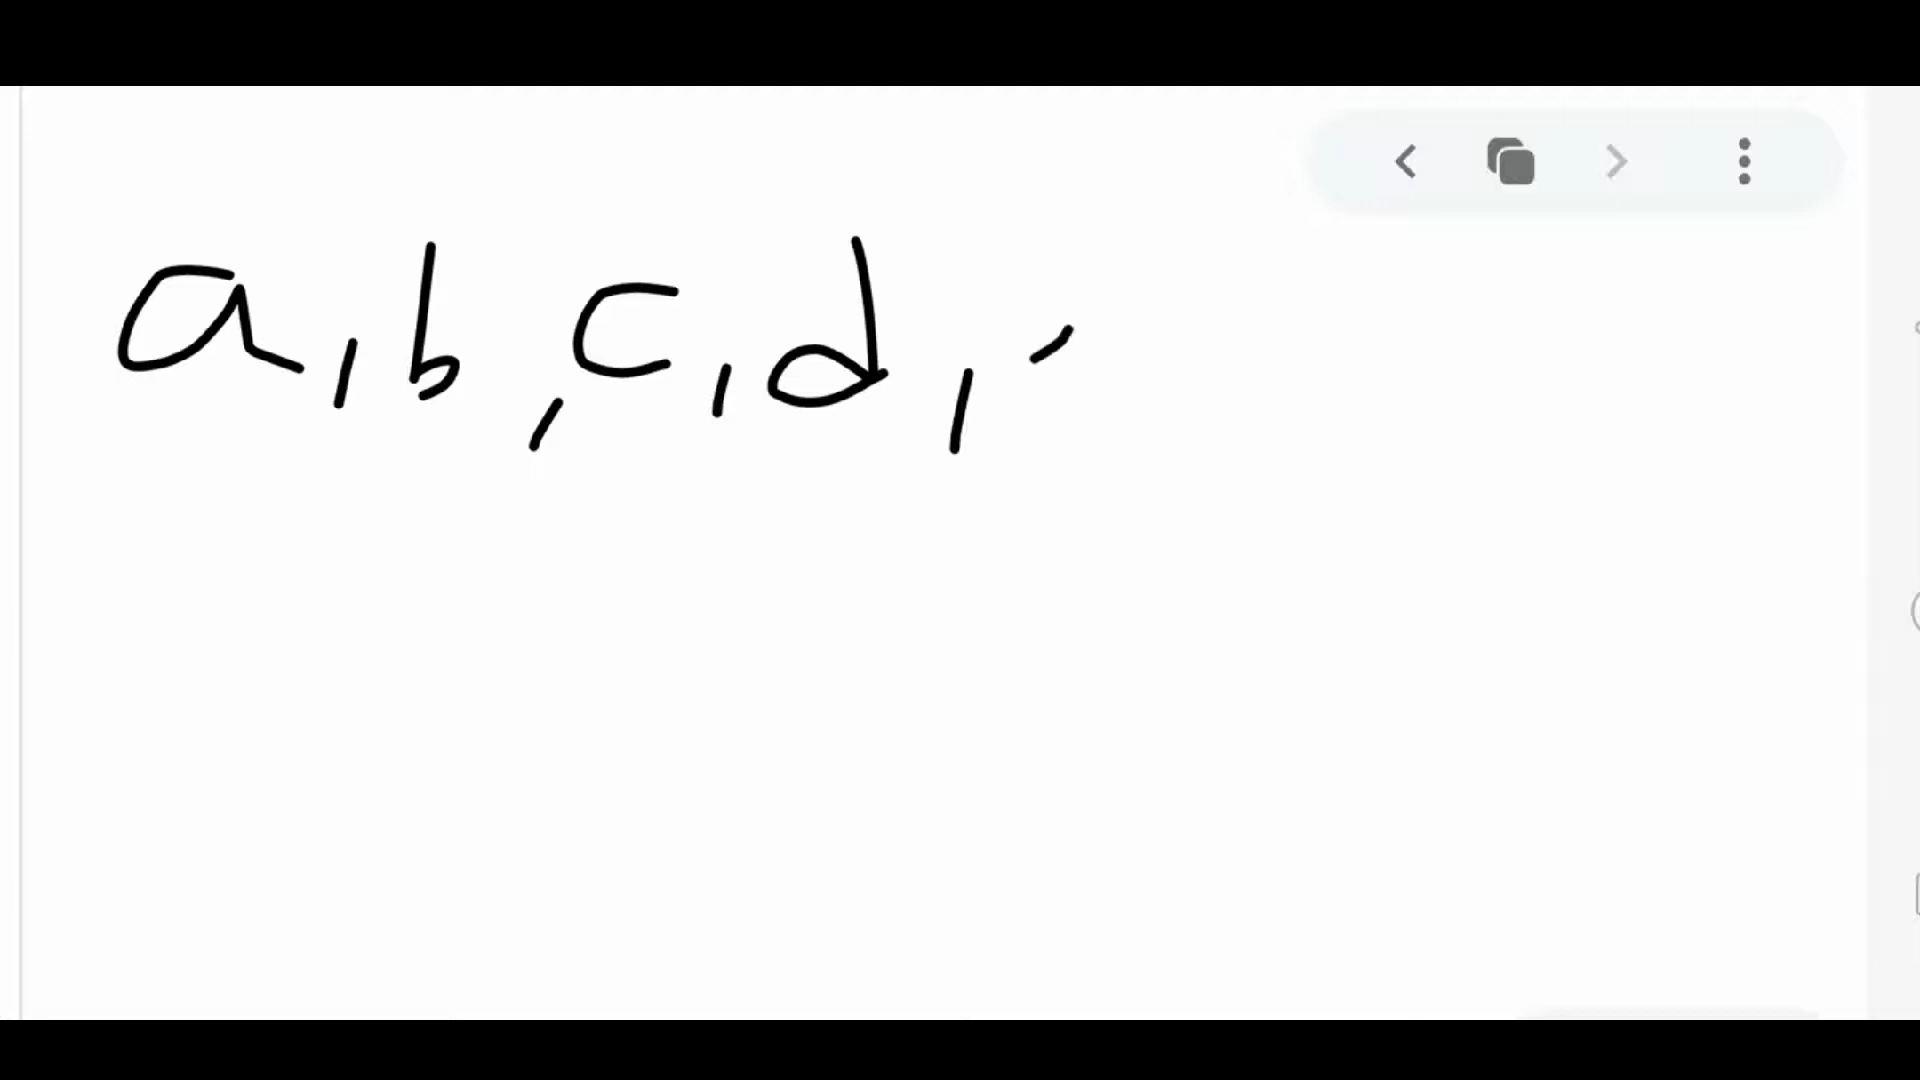 a, b, c, d,